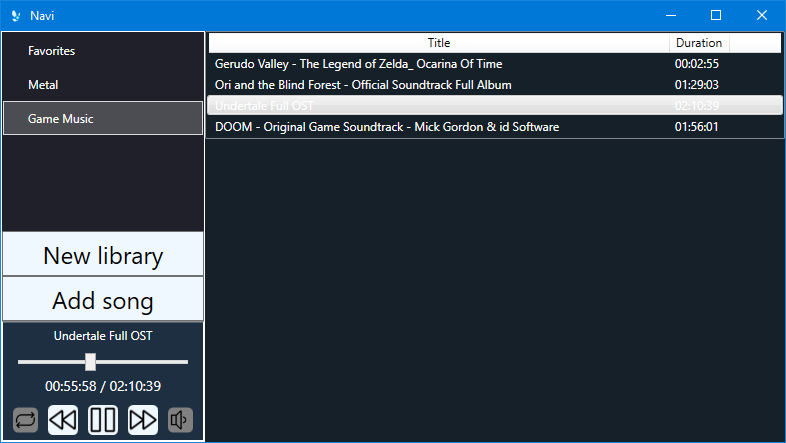 Navi
Favorites
Metal
Game Music
New library
Add song
Undertale Full OST
00:55:58 / 02:10:39
Title Duration
Gerudo Valley - The Legend of Zelda_ Ocarina Of Time 00:02:55
Ori and the Blind Forest - Official Soundtrack Full Album 01:29:03
Undertale Full OST 02:10:39
DOOM - Original Game Soundtrack - Mick Gordon & id Software 01:56:01